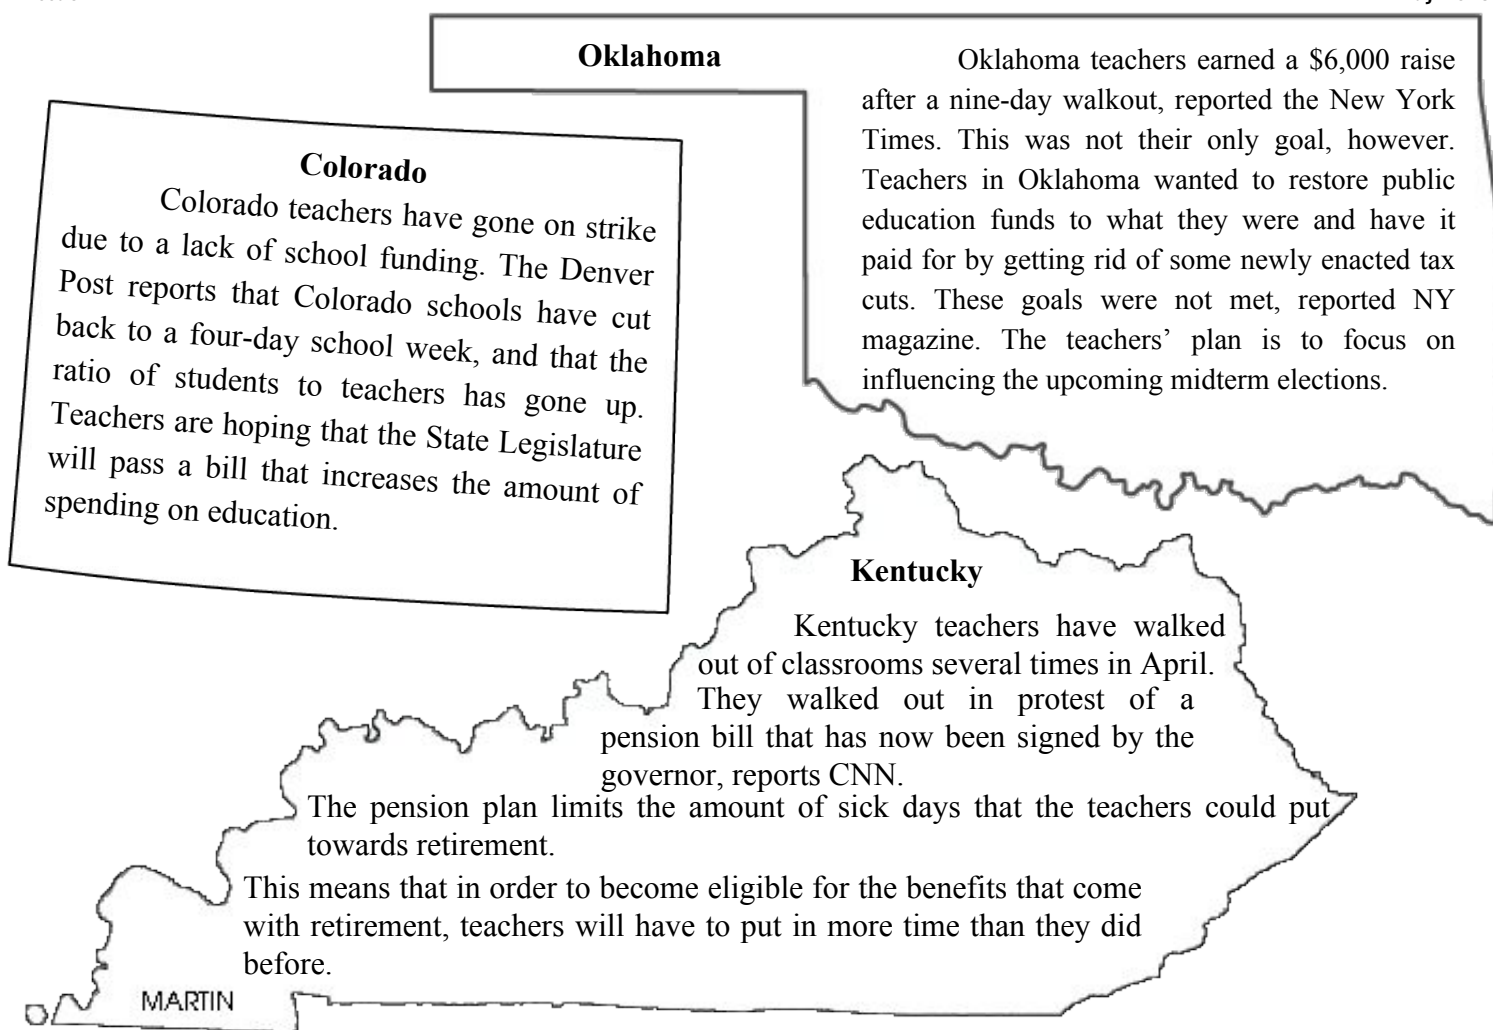 Colorado
Colorado teachers have gone on strike
due to a lack of school funding. The Denver
Post reports that Colorado schools have cut
back to a four-day school week, and that the
ratio of students to teachers has gone up.
Teachers are hoping that the State Legislature
will pass a bill that increases the amount of
spending on education.
Oklahoma
Oklahoma teachers earned a $6,000 raise
after a nine-day walkout, reported the New York
Times. This was not their only goal, however.
Teachers in Oklahoma wanted to restore public
education funds to what they were and have it
paid for by getting rid of some newly enacted tax
cuts. These goals were not met, reported NY
magazine. The teachers’ plan is to focus on
influencing the upcoming midterm elections.
Kentucky
Kentucky teachers have walked
out of classrooms several times in April.
They walked out in protest of a
pension bill that has now been signed by the
governor, reports CNN.
The pension plan limits the amount of sick days that the teachers could put
towards retirement.
This means that in order to become eligible for the benefits that come
with retirement, teachers will have to put in more time than they did
before.
MARTIN